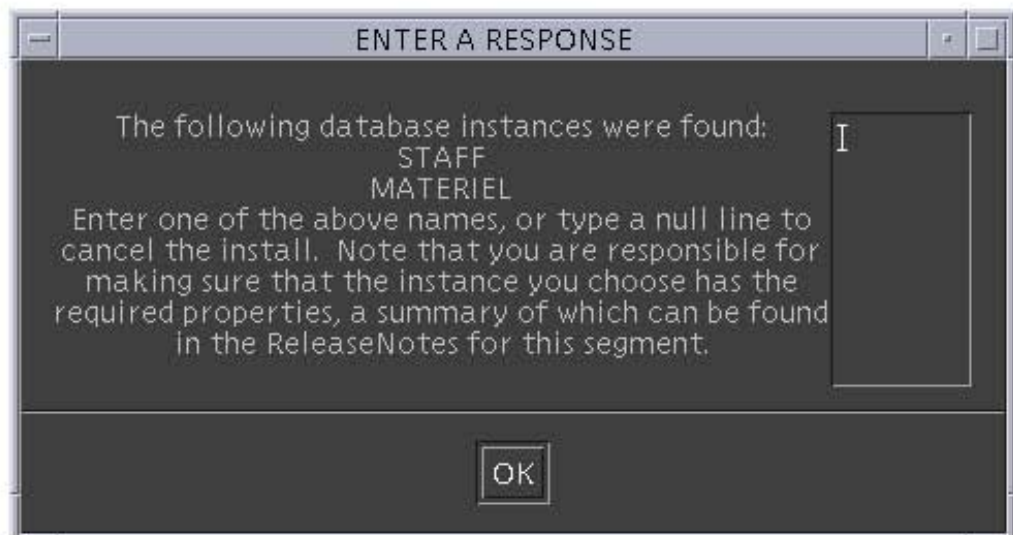 ENTER A RESPONSE
The following database instances were found:
STAFF
MATERIEL
Enter one of the above names, or type a null line to
cancel the install.  Note that you are responsible for
making sure that the instance you choose has the
required properties, a summary of which can be found
in the ReleaseNotes for this segment.
OK